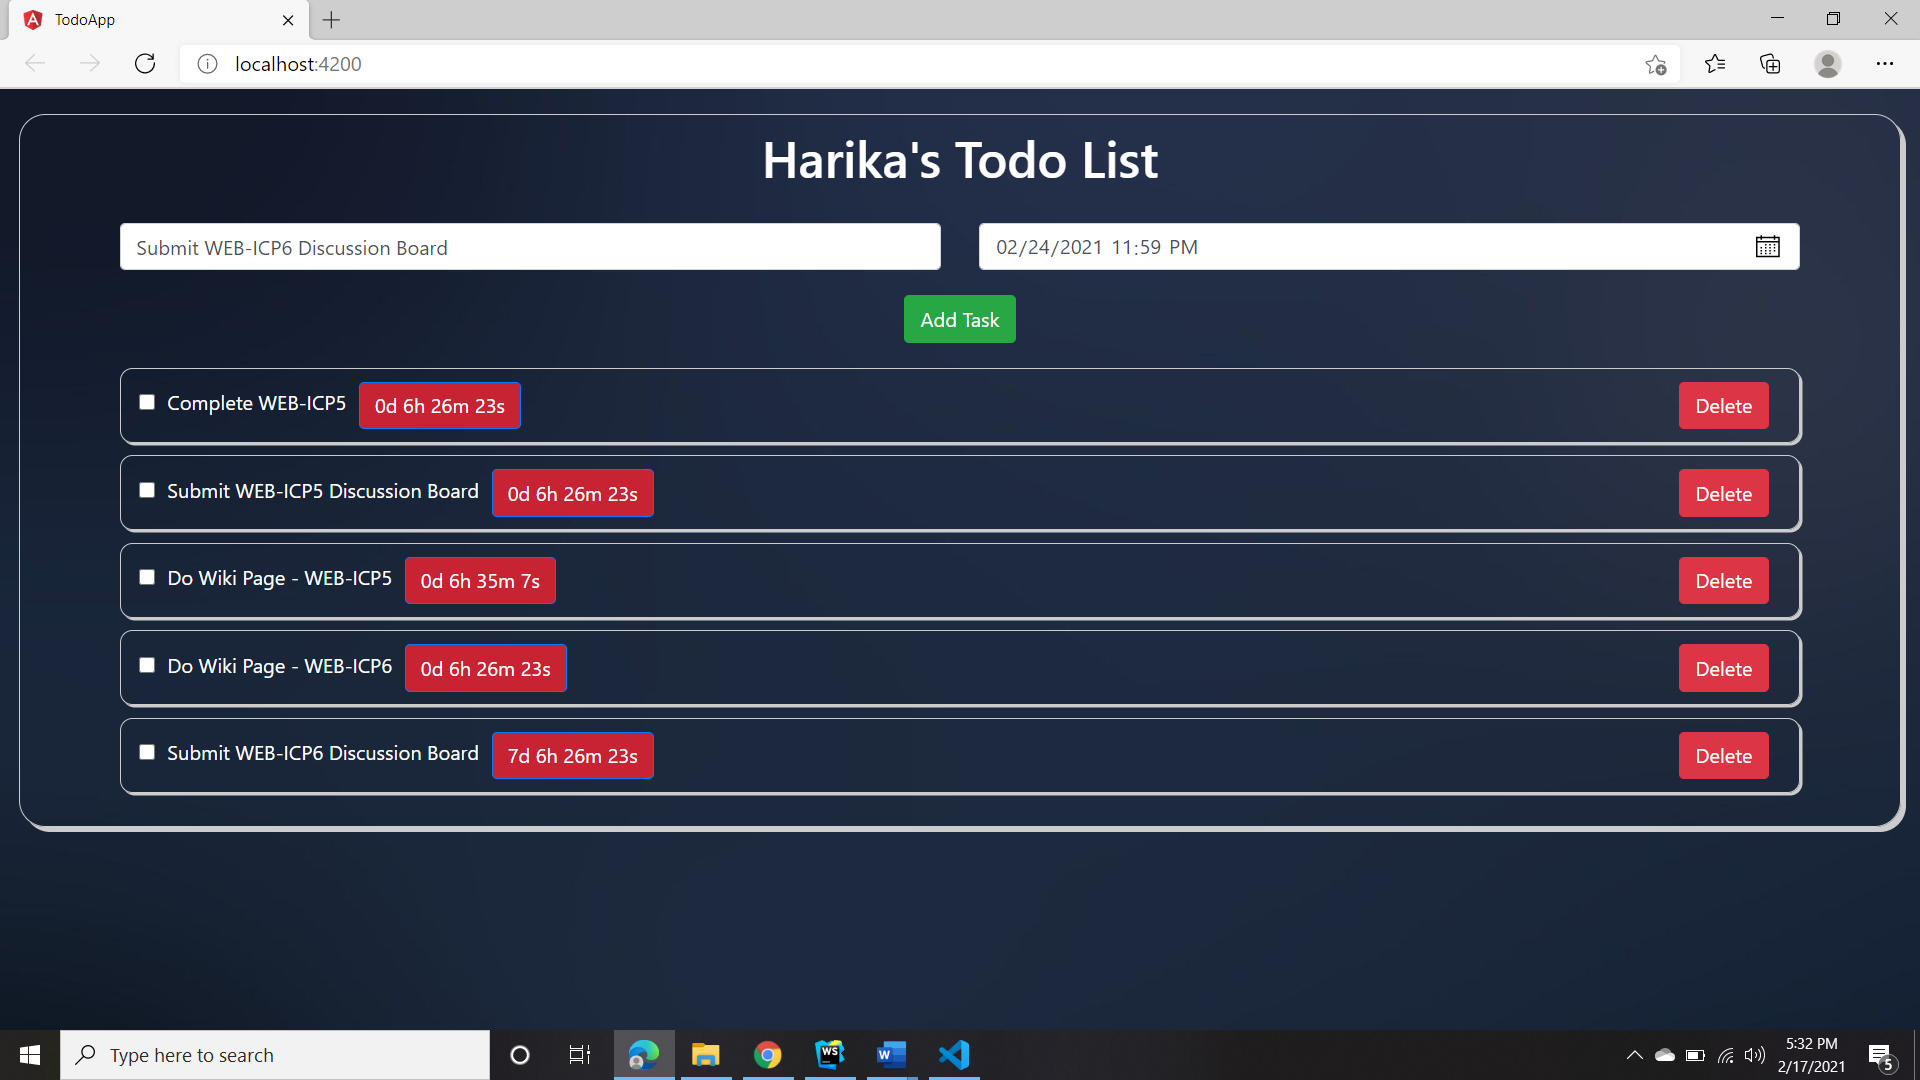 TodoApp
localhost:4200
Harika's Todo List
Submit WEB-ICP6 Discussion Board
02/24/2021 11:59 PM
Add Task
Complete WEB-ICP5 0d 6h 26m 23s Delete
Submit WEB-ICP5 Discussion Board 0d 6h 26m 23s Delete
Do Wiki Page - WEB-ICP5 0d 6h 35m 7s Delete
Do Wiki Page - WEB-ICP6 0d 6h 26m 23s Delete
Submit WEB-ICP6 Discussion Board 7d 6h 26m 23s Delete
Type here to search
WS
W
5:32 PM
2/17/2021
5